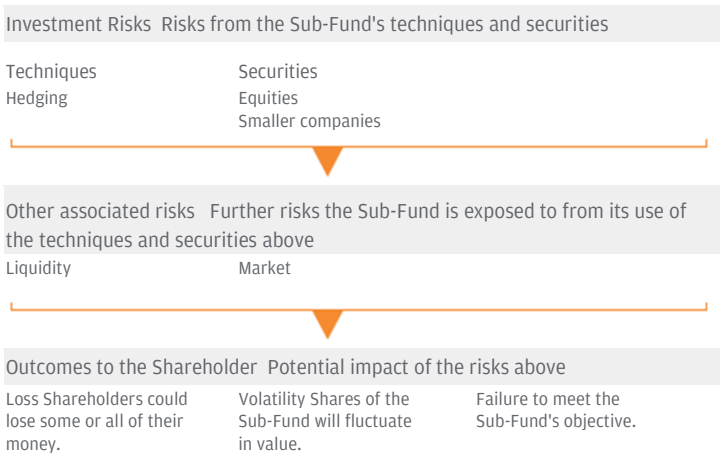 Investment Risks Risks from the Sub-Fund's techniques and securities
Techniques Securities
Hedging Equities
Smaller companies
Other associated risks Further risks the Sub-Fund is exposed to from its use of
the techniques and securities above
Liquidity Market
Outcomes to the Shareholder Potential impact of the risks above
Loss Shareholders could
lose some or all of their
money.
Volatility Shares of the
Sub-Fund will fluctuate
in value.
Failure to meet the
Sub-Fund's objective.